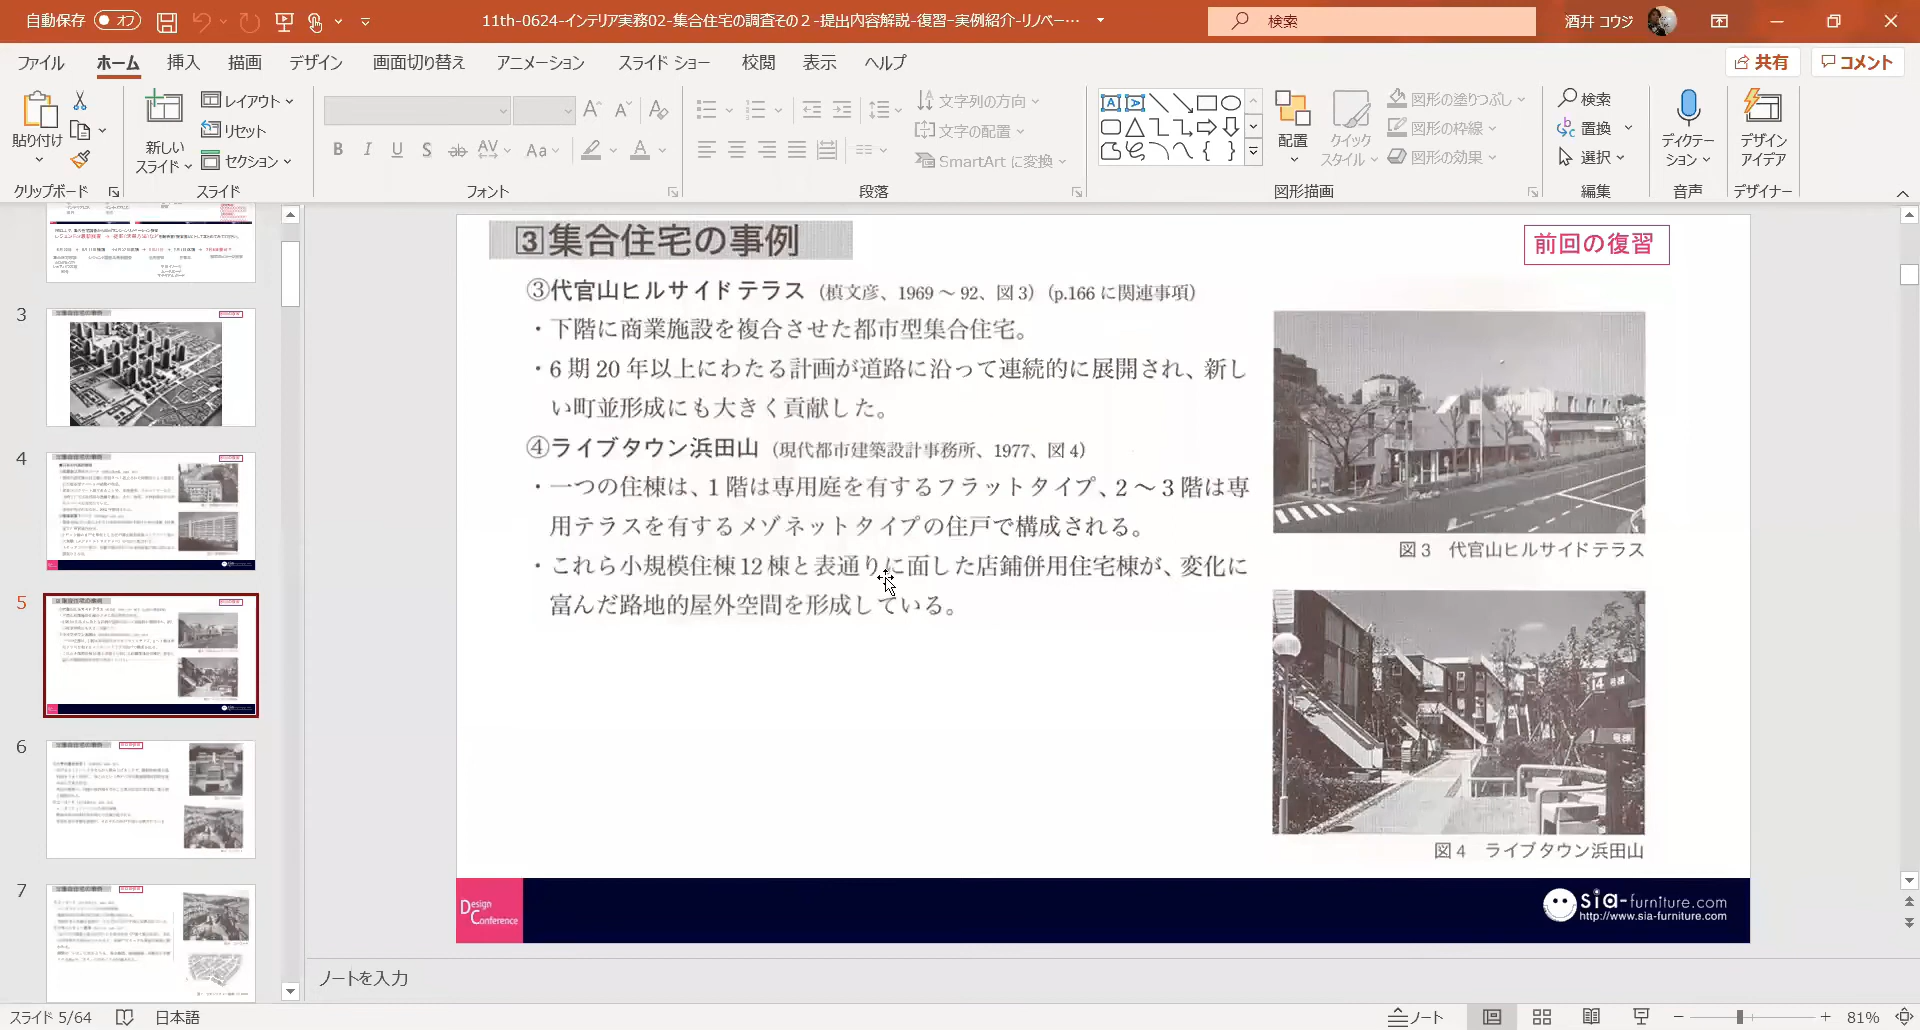 自動保存 オフ
11th-0624-インテリア実務02-集合住宅の調査その２-提出内容解説-復習-実例紹介-リノベー…
検索
酒井 コウジ
ファイル ホーム 挿入 描画 デザイン 画面切り替え アニメーション スライド ショー 校閲 表示 ヘルプ
共有 コメント
貼り付け
新しい
スライド
レイアウト
リセット
セクション
B I U S ab AV Aa A
文字列の方向
文字の配置
SmartArt に変換
配置
クイック
スタイル
図形の塗りつぶし
図形の枠線
図形の効果
検索
置換
選択
ディクテー
ション
デザイン
アイデア
クリップボード スライド フォント 段落 図形描画 編集 音声 デザイナー
3
4
5
6
7
③集合住宅の事例
前回の復習
③代官山ヒルサイドテラス（槙文彦、1969～92、図3）（p.166に関連事項）
・下階に商業施設を複合させた都市型集合住宅。
・6期20年以上にわたる計画が道路に沿って連続的に展開され、新し
い町並形成にも大きく貢献した。
④ライブタウン浜田山（現代都市建築設計事務所、1977、図4）
・一つの住棟は、1階は専用庭を有するフラットタイプ、2～3階は専
用テラスを有するメゾネットタイプの住戸で構成される。
・これら小規模住棟12棟と表通りに面した店鋪併用住宅棟が、変化に
富んだ路地的屋外空間を形成している。
図3 代官山ヒルサイドテラス
14号棟
号棟
図4 ライブタウン浜田山
Design
Conference
sia-furniture.com
http://www.sia-furniture.com
ノートを入力
スライド 5/64 日本語
ノート
81%